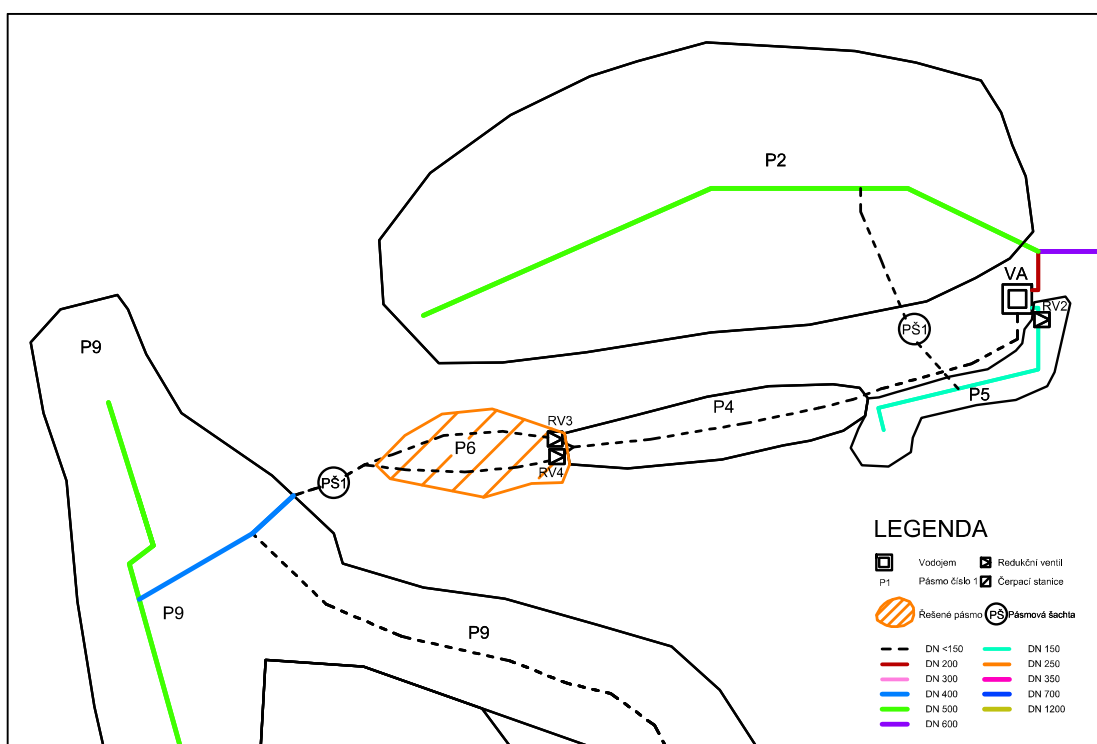 P2
VA
RV2
PŠ1
P9
P5
P4
RV3
P6
RV4
PŠ1
P9
P9
LEGENDA
Vodojem
Redukční ventil
P1 Pásmo číslo 1
Čerpací stanice
Řešené pásmo
PŠ Pásmová šachta
DN <150
DN 150
DN 200
DN 250
DN 300
DN 350
DN 400
DN 700
DN 500
DN 1200
DN 600